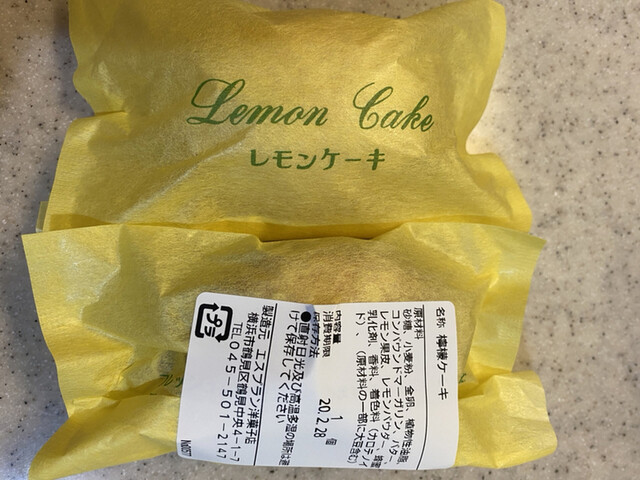 Lemon Cake
レモンケーキ
名称 檸檬ケーキ
原材料
砂糖、小麦粉、全卵、植物性油脂
コンパウンドマーガリン、バター、
レモン果皮、レモンパウダー、蜂蜜
乳化剤、香料、着色料(カロテノイ
ド)、(原材料の一部に大豆含む)
内容量 1 個
消費期限 20.2.28
保存方法
●直射日光及び高温多湿の場所は避
けて保存してください
製造元 エスプラン洋菓子店
横浜市鶴見区鶴見中央4-1-7
TEL 045-501-2147
プラ